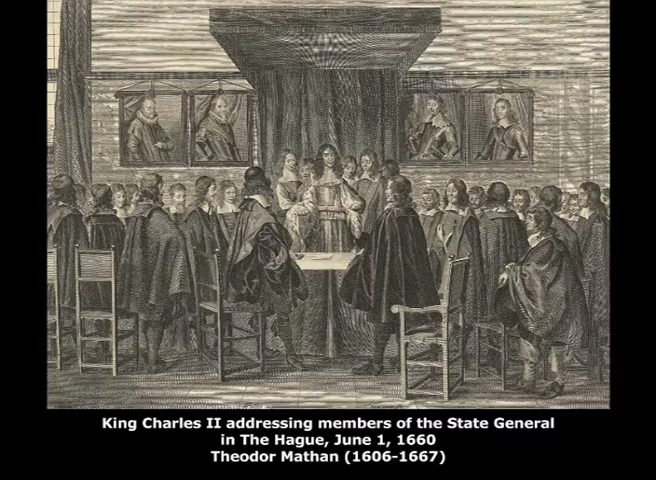 King Charles II addressing members of the State General
in The Hague, June 1, 1660
Theodor Mathan (1606-1667)